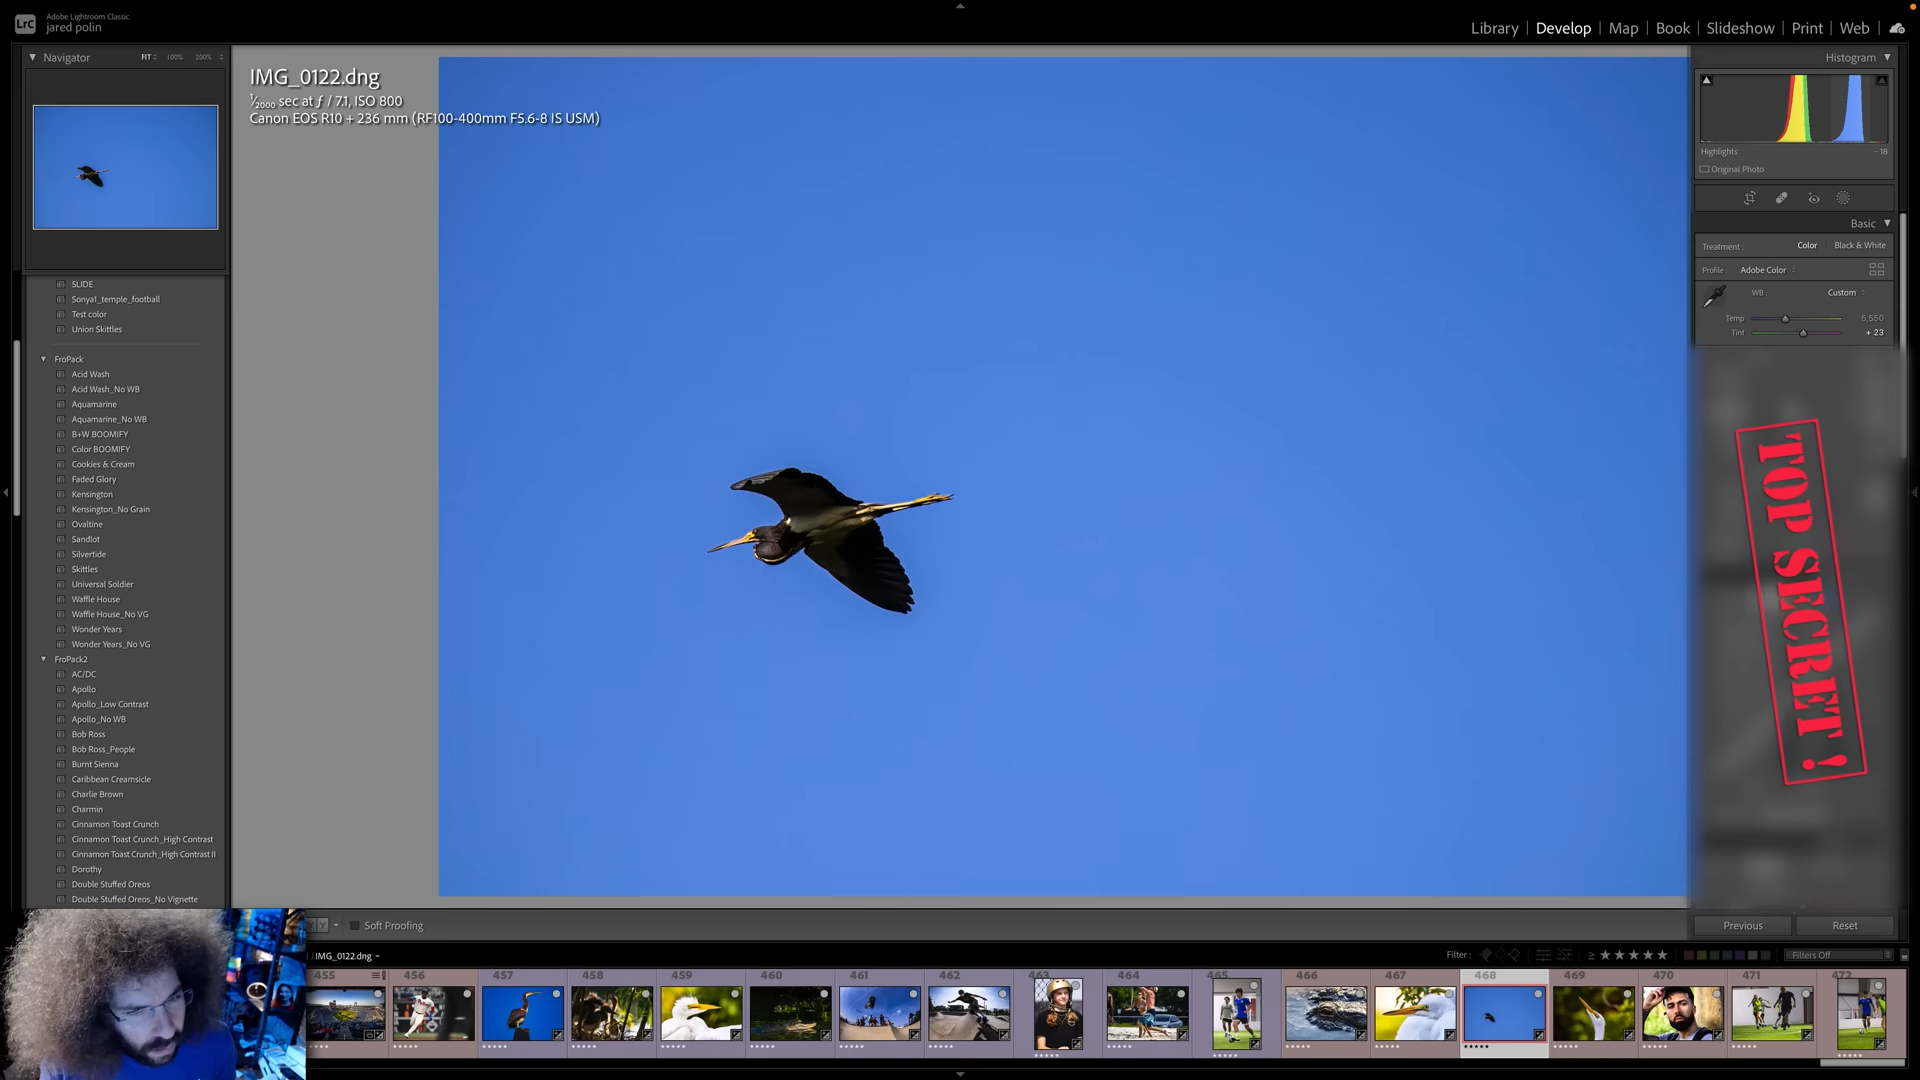 Lrc
Adobe Lightroom Classic
jared polin
Library | Develop | Map | Book | Slideshow | Print | Web
Navigator FIT 100% 200%
IMG_0122.dng
1/2000 sec at ƒ / 7.1, ISO 800
Canon EOS R10 + 236 mm (RF100-400mm F5.6-8 IS USM)
SLIDE
Sonya1_temple_football
Test color
Union Skittles
FroPack
Acid Wash
Acid Wash_No WB
Aquamarine
Aquamarine_No WB
B+W BOOMIFY
Color BOOMIFY
Cookies & Cream
Faded Glory
Kensington
Kensington_No Grain
Ovaltine
Sandlot
Silvertide
Skittles
Universal Soldier
Waffle House
Waffle House_No VG
Wonder Years
Wonder Years_No VG
FroPack2
AC/DC
Apollo
Apollo_Low Contrast
Apollo_No WB
Bob Ross
Bob Ross_People
Burnt Sienna
Caribbean Creamsicle
Charlie Brown
Charmin
Cinnamon Toast Crunch
Cinnamon Toast Crunch_High Contrast
Cinnamon Toast Crunch_High Contrast II
Dorothy
Double Stuffed Oreos
Double Stuffed Oreos_No Vignette
Histogram
Highlights - 18
Original Photo
Basic
Treatment : Color Black & White
Profile : Adobe Color
WB : Custom
Temp 5,550
Tint + 23
TOP SECRET !
Previous Reset
Soft Proofing
/ IMG_0122.dng
Filter : ≥ ★★★★★ Filters Off
455 456 457 458 459 460 461 462 463 464 465 466 467 468 469 470 471 472